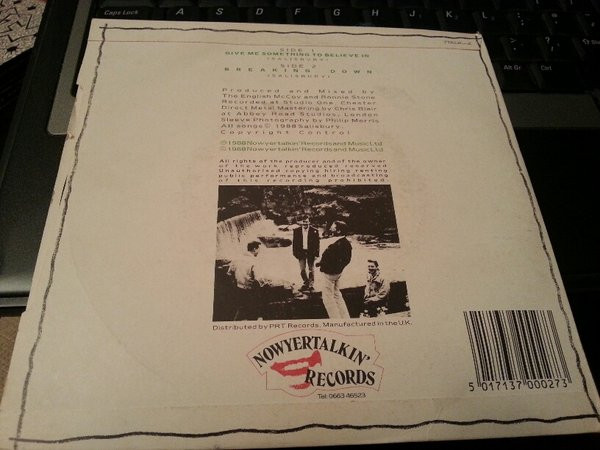 Caps Lock
A S D F G H J K L
Alt Gr
Ctrl
SIDE 1
GIVE ME SOMETHING TO BELIEVE IN
(SALISBURY)
SIDE 2
BREAKING DOWN
(SALISBURY)
Produced and Mixed by
The English McCoy and Ronnie Stone
Recorded at Studio One, Chester
Direct Metal Mastering by Chris Blair
at Abbey Road Studios, London
Sleeve Photography by Philip Morris
All songs © 1988 Salisbury.
Copyright Control
℗ 1988 Nowyertalkin' Records and Music Ltd
© 1988 Nowyertalkin' Records and Music Ltd
All rights of the producer and of the owner
of the work reproduced reserved
Unauthorised copying hiring renting
public performance and broadcasting
of this recording prohibited.
Distributed by PRT Records. Manufactured in the U.K.
NOWYERTALKIN'
RECORDS
Tel: 0663 46523
5 017137 000273